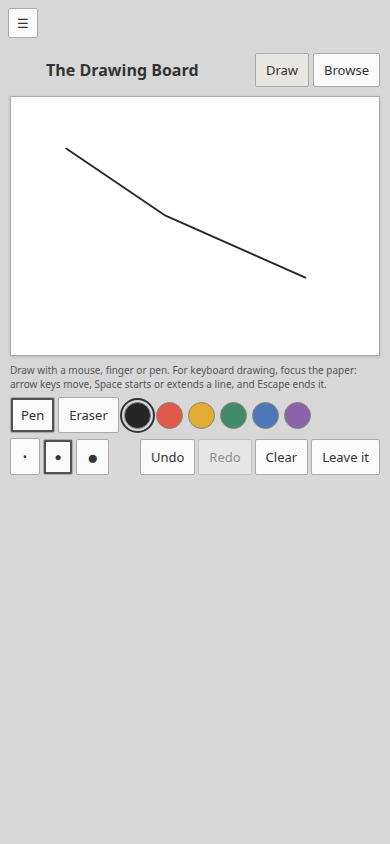 ☰
The Drawing Board
Draw Browse
Draw with a mouse, finger or pen. For keyboard drawing, focus the paper:
arrow keys move, Space starts or extends a line, and Escape ends it.
Pen Eraser
Undo Redo Clear Leave it